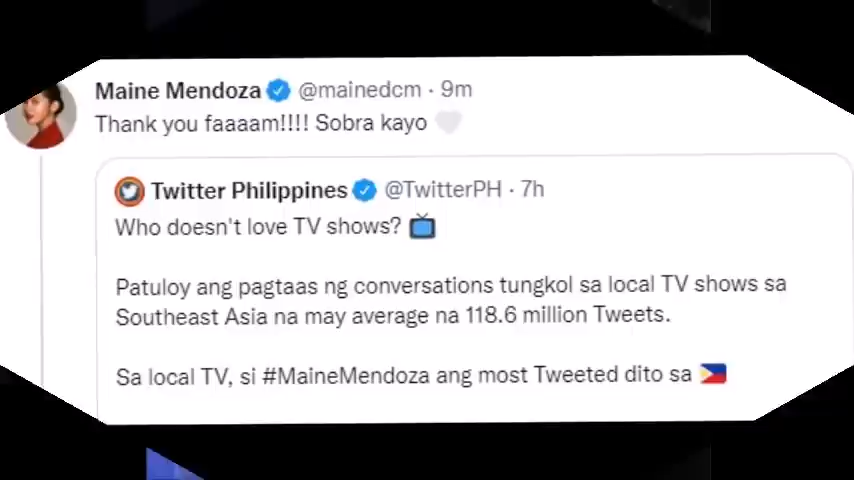 Maine Mendoza @mainedcm · 9m
Thank you faaaam!!!! Sobra kayo 🤍
Twitter Philippines @TwitterPH · 7h
Who doesn't love TV shows? 📺
Patuloy ang pagtaas ng conversations tungkol sa local TV shows sa
Southeast Asia na may average na 118.6 million Tweets.
Sa local TV, si #MaineMendoza ang most Tweeted dito sa 🇵🇭